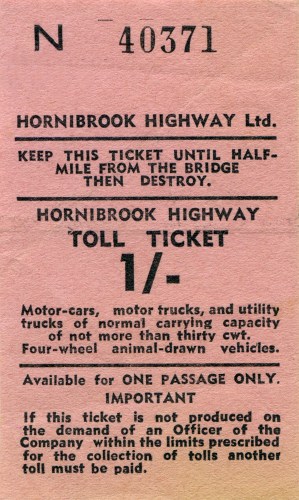 N 40371
HORNIBROOK HIGHWAY Ltd.
KEEP THIS TICKET UNTIL HALF-
MILE FROM THE BRIDGE
THEN DESTROY.
HORNIBROOK HIGHWAY
TOLL TICKET
1/-
Motor-cars, motor trucks, and utility
trucks of normal carrying capacity
of not more than thirty cwt.
Four-wheel animal-drawn vehicles.
Available for ONE PASSAGE ONLY.
IMPORTANT
If this ticket is not produced on
the demand of an Officer of the
Company within the limits prescribed
for the collection of tolls another
toll must be paid.